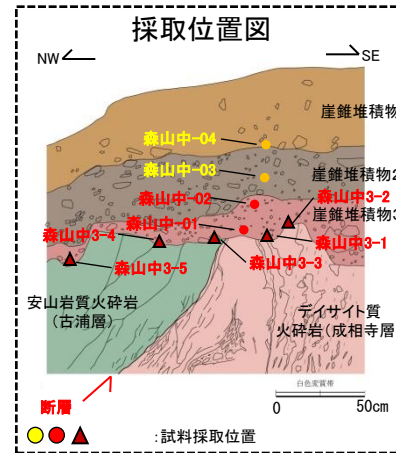 採取位置図
NW
SE
崖錐堆積物
森山中-04
森山中-03
崖錐堆積物2
森山中-02
森山中3-2
崖錐堆積物3
森山中3-4
森山中-01
森山中3-1
森山中3-3
森山中3-5
安山岩質火砕岩
(古浦層)
デイサイト質
火砕岩(成相寺層
白色変質帯
0 50cm
断層
:試料採取位置